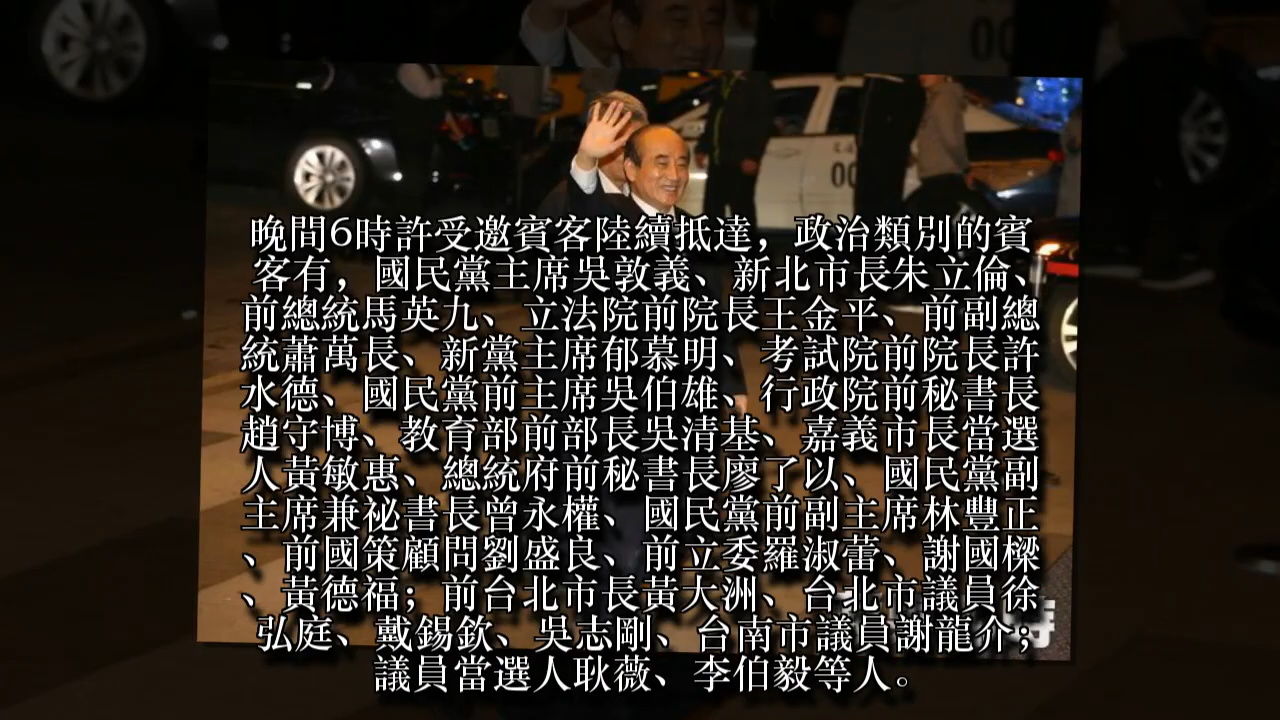 晚間6時許受邀賓客陸續抵達，政治類別的賓
客有，國民黨主席吳敦義、新北市長朱立倫、
前總統馬英九、立法院前院長王金平、前副總
統蕭萬長、新黨主席郁慕明、考試院前院長許
水德、國民黨前主席吳伯雄、行政院前秘書長
趙守博、教育部前部長吳清基、嘉義市長當選
人黃敏惠、總統府前秘書長廖了以、國民黨副
主席兼祕書長曾永權、國民黨前副主席林豐正
、前國策顧問劉盛良、前立委羅淑蕾、謝國樑
、黃德福；前台北市長黃大洲、台北市議員徐
弘庭、戴錫欽、吳志剛、台南市議員謝龍介；
議員當選人耿薇、李伯毅等人。
00
00